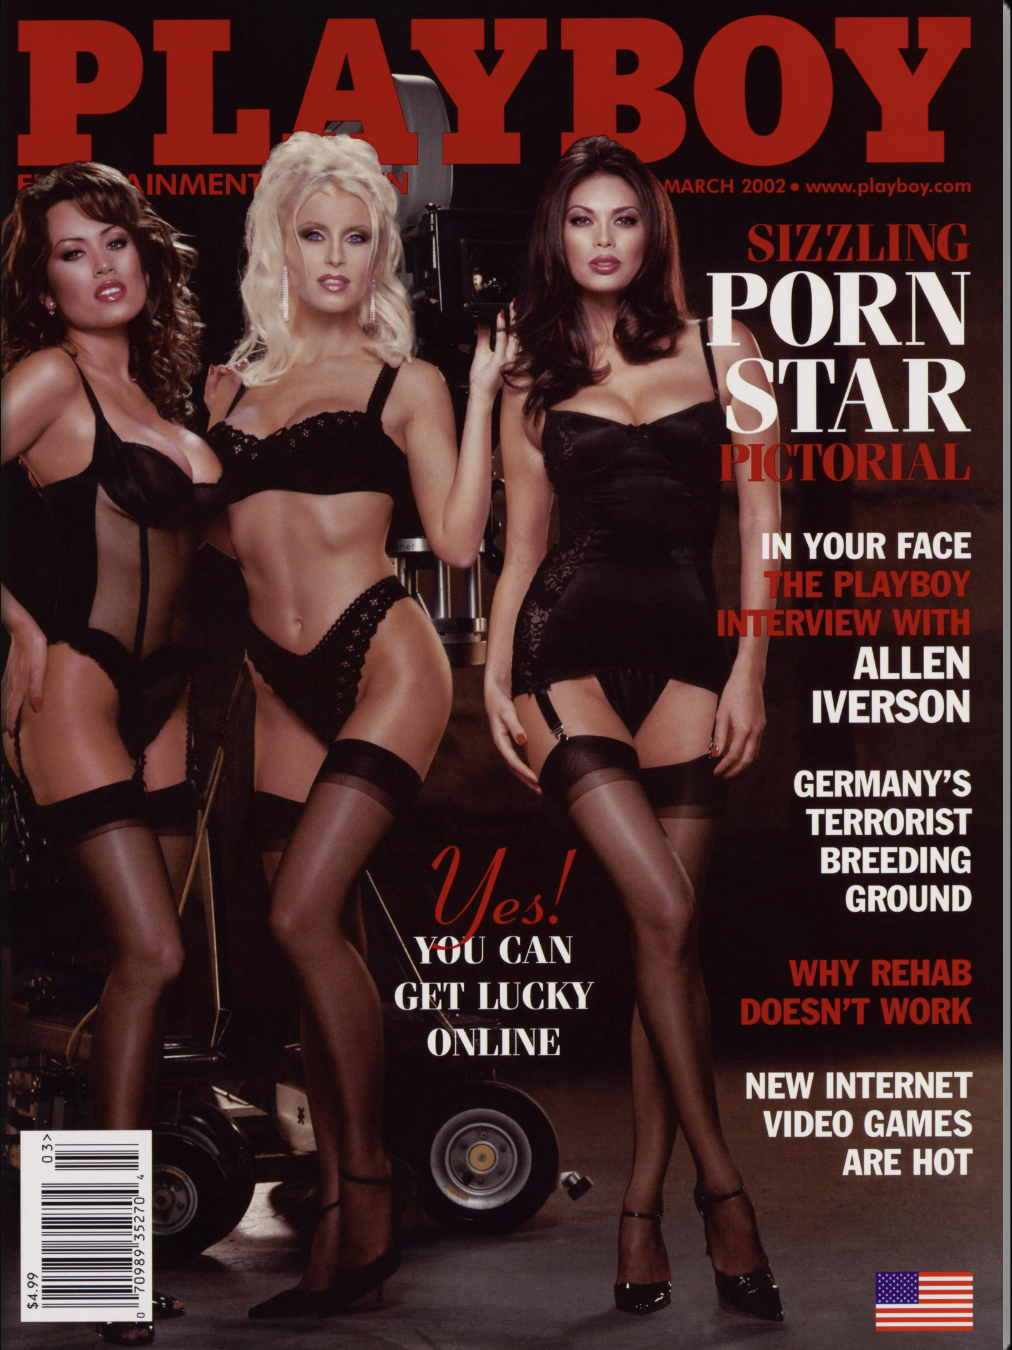 PLAYBOY
MARCH 2002 • www.playboy.com
SIZZLING
PORN
STAR
PICTORIAL
IN YOUR FACE
THE PLAYBOY
INTERVIEW WITH
ALLEN
IVERSON
GERMANY'S
TERRORIST
BREEDING
GROUND
WHY REHAB
DOESN'T WORK
NEW INTERNET
VIDEO GAMES
ARE HOT
Yes!
YOU CAN
GET LUCKY
ONLINE
$4.99
03>
0 70989 35270 4